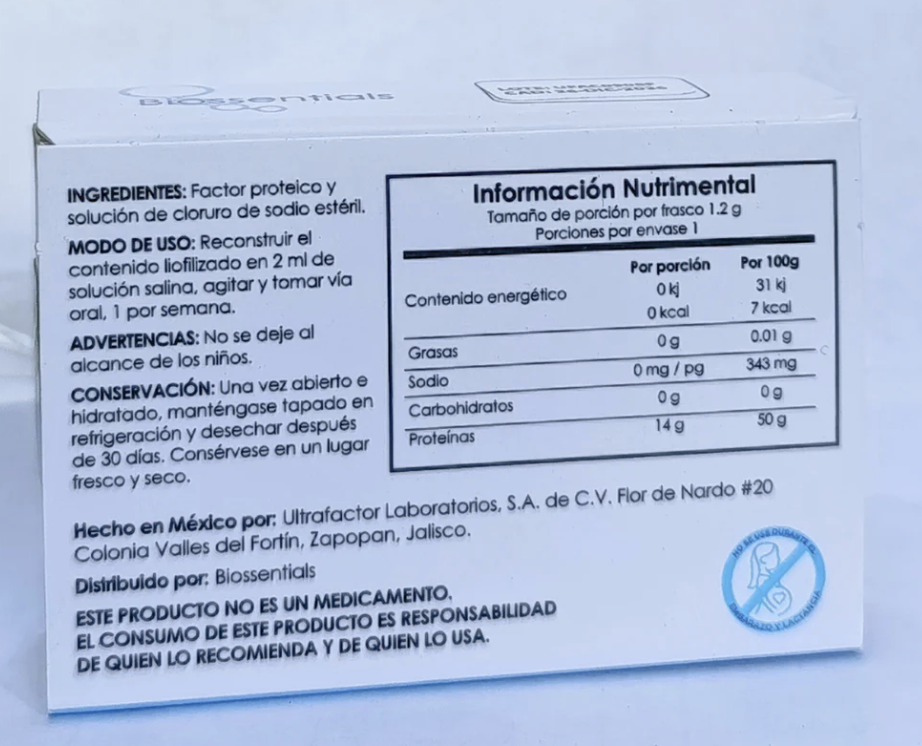 BIOssentials
INGREDIENTES: Factor proteico y
solución de cloruro de sodio estéril.
MODO DE USO: Reconstruir el
contenido liofilizado en 2 ml de
solución salina, agitar y tomar vía
oral, 1 por semana.
ADVERTENCIAS: No se deje al
alcance de los niños.
CONSERVACIÓN: Una vez abierto e
hidratado, manténgase tapado en
refrigeración y desechar después
de 30 días. Consérvese en un lugar
fresco y seco.
Información Nutrimental
Tamaño de porción por frasco 1.2 g
Porciones por envase 1
Por porción Por 100g
Contenido energético 0 kj 31 kj
0 kcal 7 kcal
Grasas 0 g 0.01 g
Sodio 0 mg / pg 343 mg
Carbohidratos 0 g 0 g
Proteínas 14 g 50 g
Hecho en México por: Ultrafactor Laboratorios, S.A. de C.V. Flor de Nardo #20
Colonia Valles del Fortín, Zapopan, Jalisco.
Distribuido por: Biossentials
ESTE PRODUCTO NO ES UN MEDICAMENTO.
EL CONSUMO DE ESTE PRODUCTO ES RESPONSABILIDAD
DE QUIEN LO RECOMIENDA Y DE QUIEN LO USA.
NO SE USE DURANTE EL
EMBARAZO Y LACTANCIA